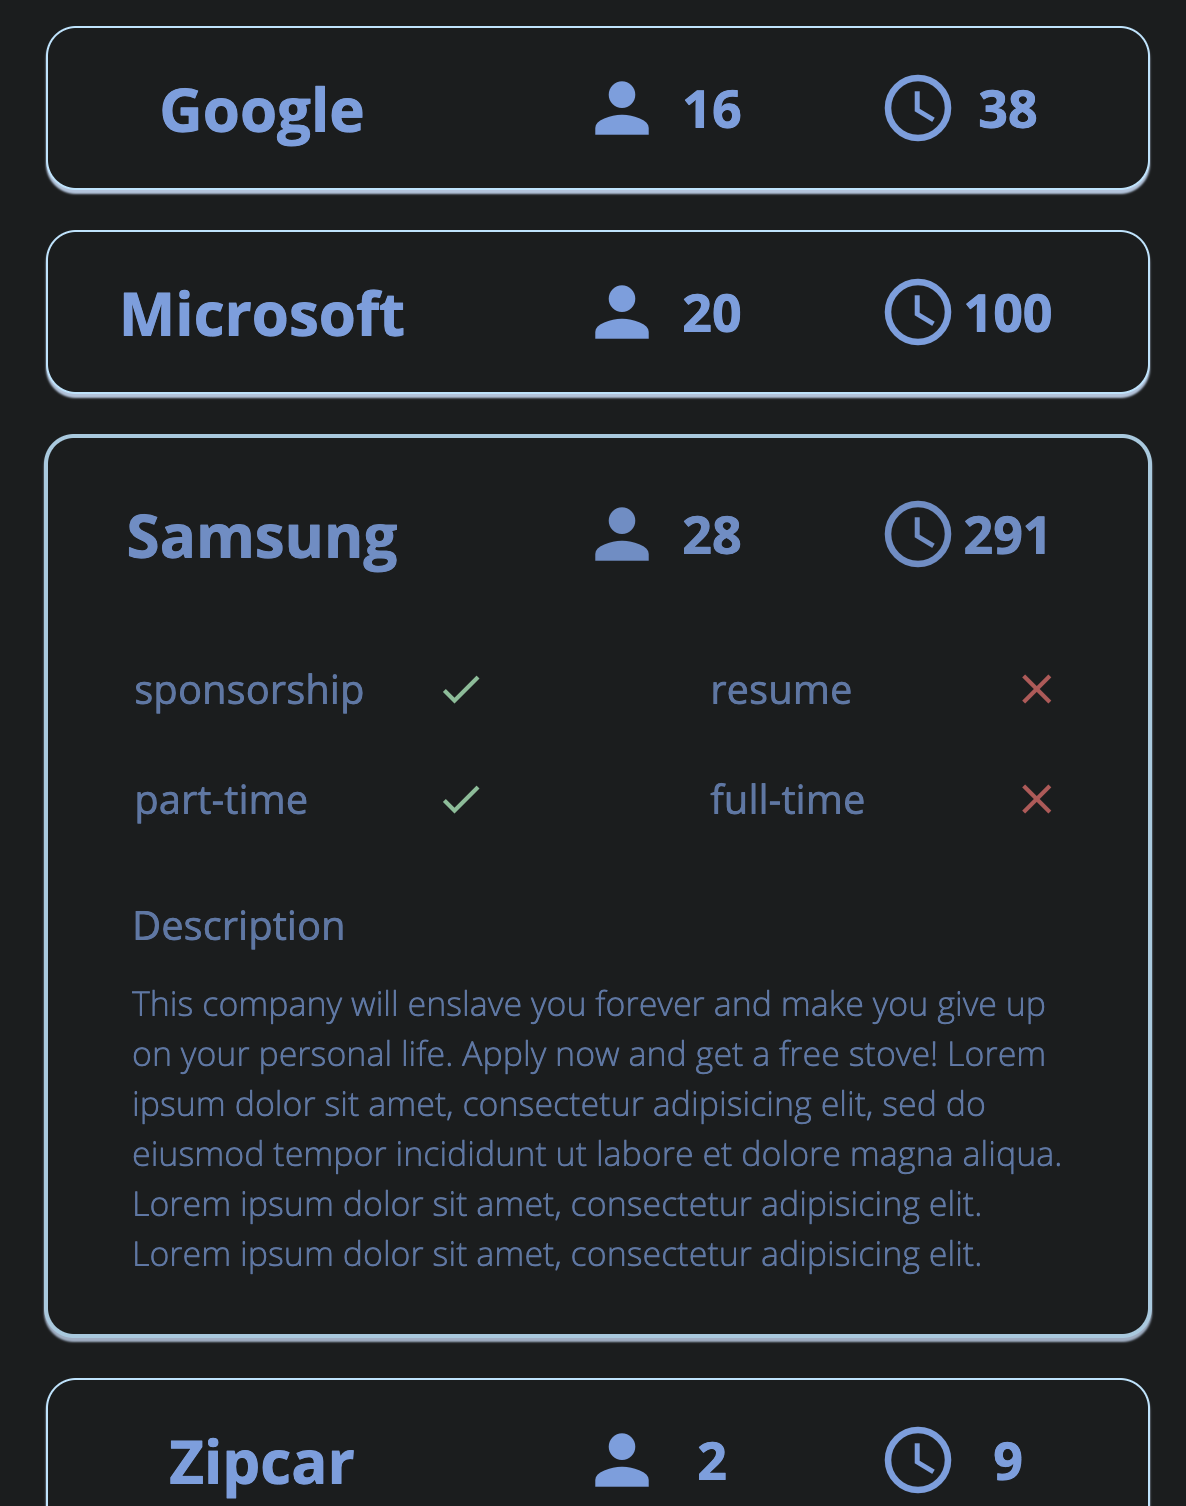 Google 16 38
Microsoft 20 100
Samsung 28 291
sponsorship resume
part-time full-time
Description
This company will enslave you forever and make you give up
on your personal life. Apply now and get a free stove! Lorem
ipsum dolor sit amet, consectetur adipisicing elit, sed do
eiusmod tempor incididunt ut labore et dolore magna aliqua.
Lorem ipsum dolor sit amet, consectetur adipisicing elit.
Lorem ipsum dolor sit amet, consectetur adipisicing elit.
Zipcar 2 9